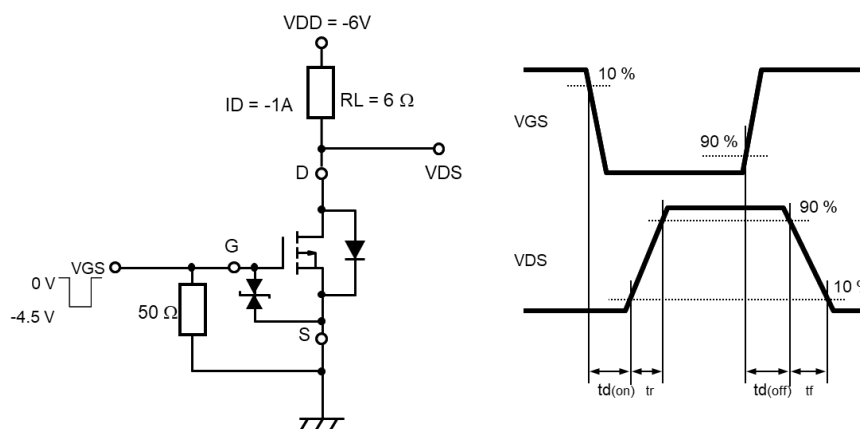 VDD = -6V
ID = -1A
RL = 6 Ω
D
VDS
G
VGS
0 V
-4.5 V
50 Ω
S
10 %
VGS
90 %
90 %
VDS
10 %
td(on) tr
td(off) tf